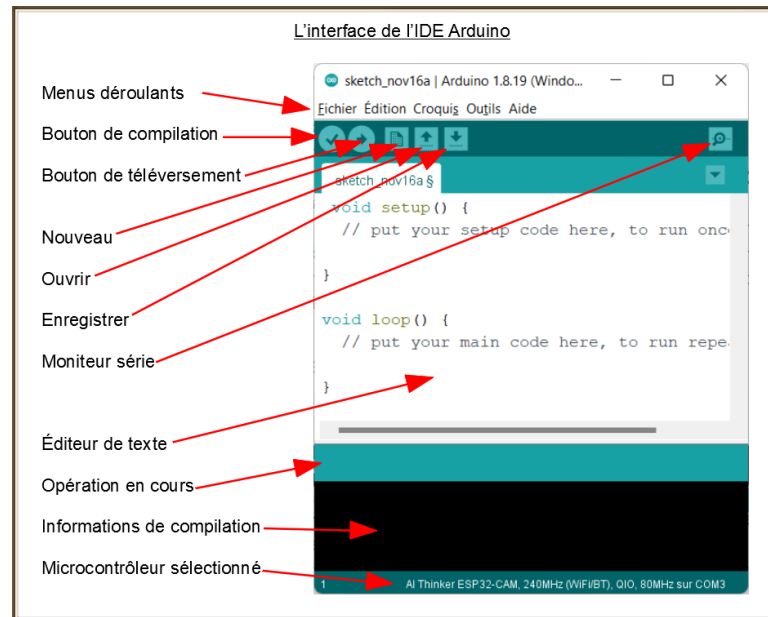 L'interface de l'IDE Arduino
sketch_nov16a | Arduino 1.8.19 (Windo...
Menus déroulants
Fichier Édition Croquis Outils Aide
Bouton de compilation
Bouton de téléversement
sketch_nov16a §
void setup() {
Nouveau
// put your setup code here, to run once
Ouvrir
}
Enregistrer
void loop() {
Moniteur série
// put your main code here, to run repe
}
Éditeur de texte
Opération en cours
Informations de compilation
Microcontrôleur sélectionné
1 AI Thinker ESP32-CAM, 240MHz (WiFi/BT), QIO, 80MHz sur COM3